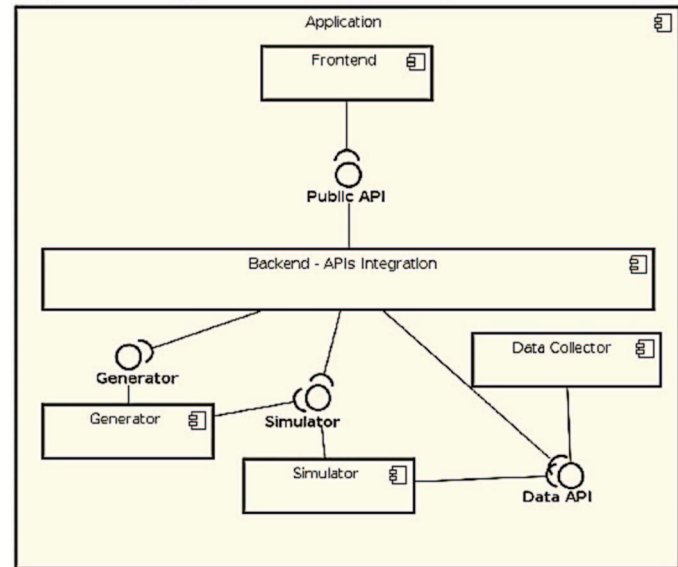 Application
Frontend
Public API
Backend - APIs Integration
Data Collector
Generator
Generator
Simulator
Simulator
Data API